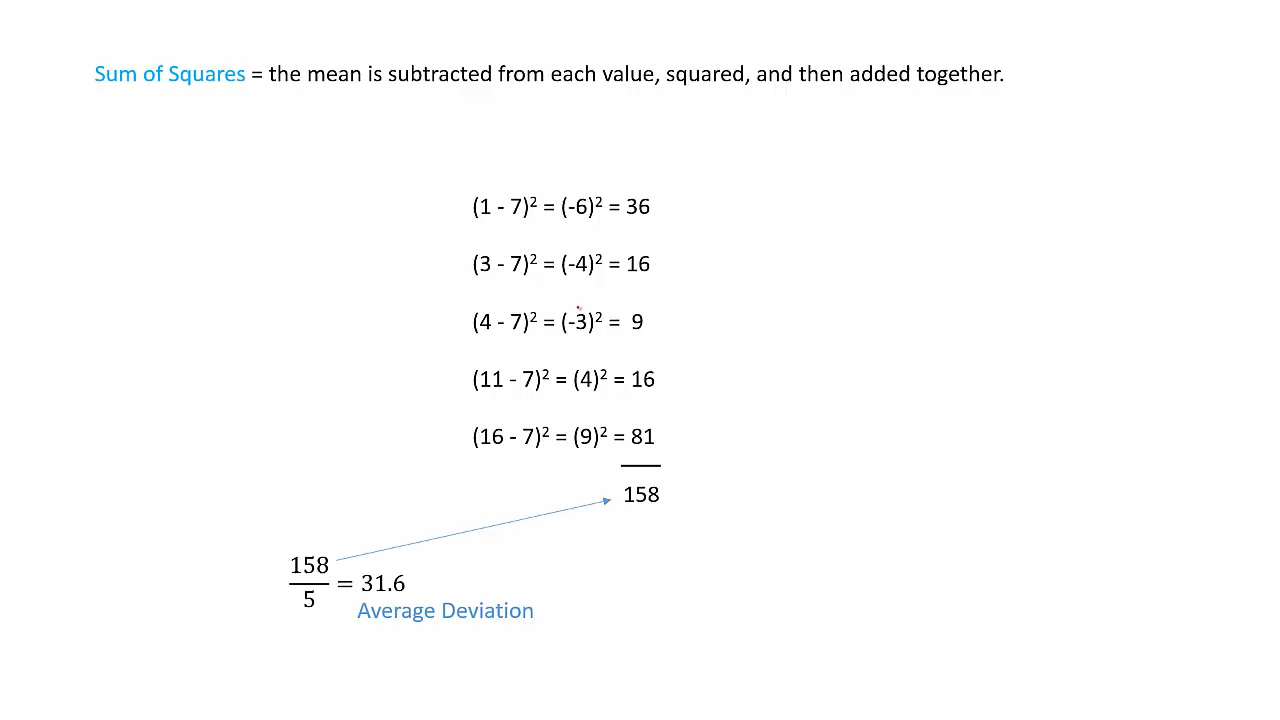 Sum of Squares = the mean is subtracted from each value, squared, and then added together.
(1 - 7)² = (-6)² = 36
(3 - 7)² = (-4)² = 16
(4 - 7)² = (-3)² = 9
(11 - 7)² = (4)² = 16
(16 - 7)² = (9)² = 81
158
158
5
= 31.6
Average Deviation